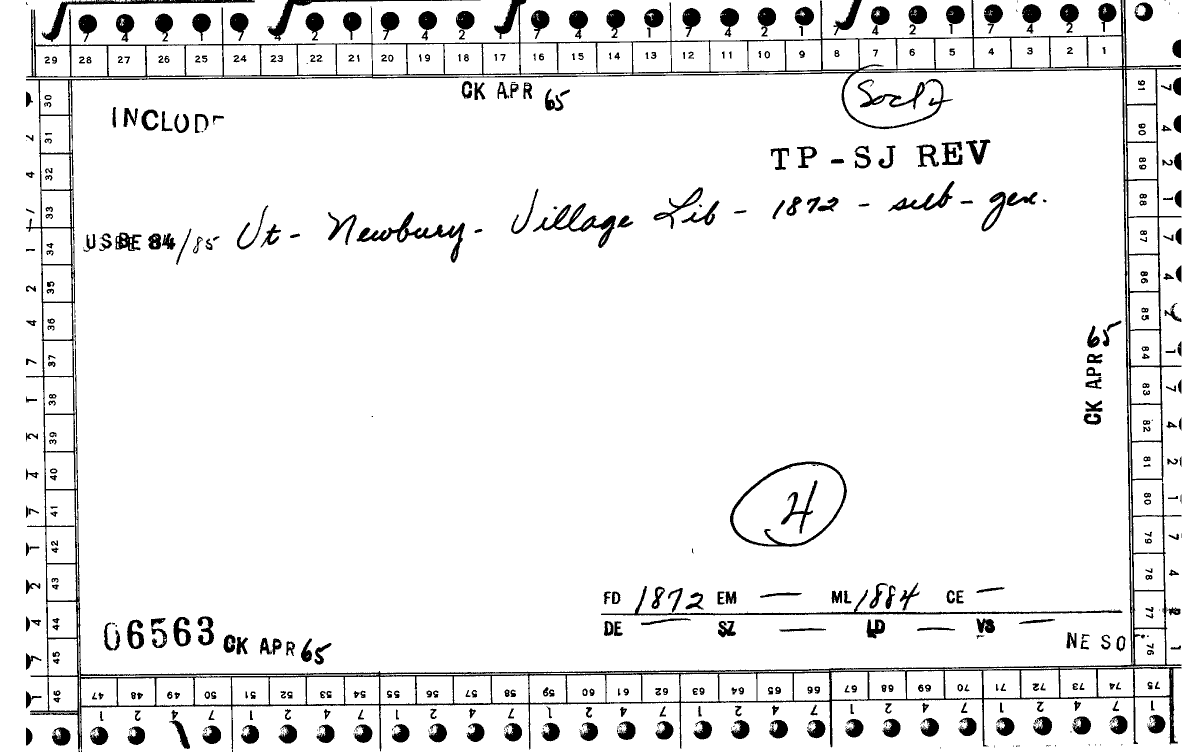 7 4 2 1 7 4 2 1 7 4 2 1 7 4 2 1 7 4 2 1 7 4 2 1 7 4 2 1
29 28 27 26 25 24 23 22 21 20 19 18 17 16 15 14 13 12 11 10 9 8 7 6 5 4 3 2 1
CK APR 65
INCLUD
TP-SJ REV
USBE 84/85 Vt - Newbury - Village Lib - 1872 - sub - gen.
CK APR 65
4
FD 1872 EM — ML 1884 CE —
DE — SZ — LD — VS —
06563 CK APR 65
NE SO
30 31 32 33 34 35 36 37 38 39 40 41 42 43 44 45 46
91 90 89 88 87 86 85 84 83 82 81 80 79 78 77 76
47 48 49 50 51 52 53 54 55 56 57 58 59 60 61 62 63 64 65 66 67 68 69 70 71 72 73 74 75
1 2 4 7 1 2 4 7 1 2 4 7 1 2 4 7 1 2 4 7 1 2 4 7 1 2 4 7 1